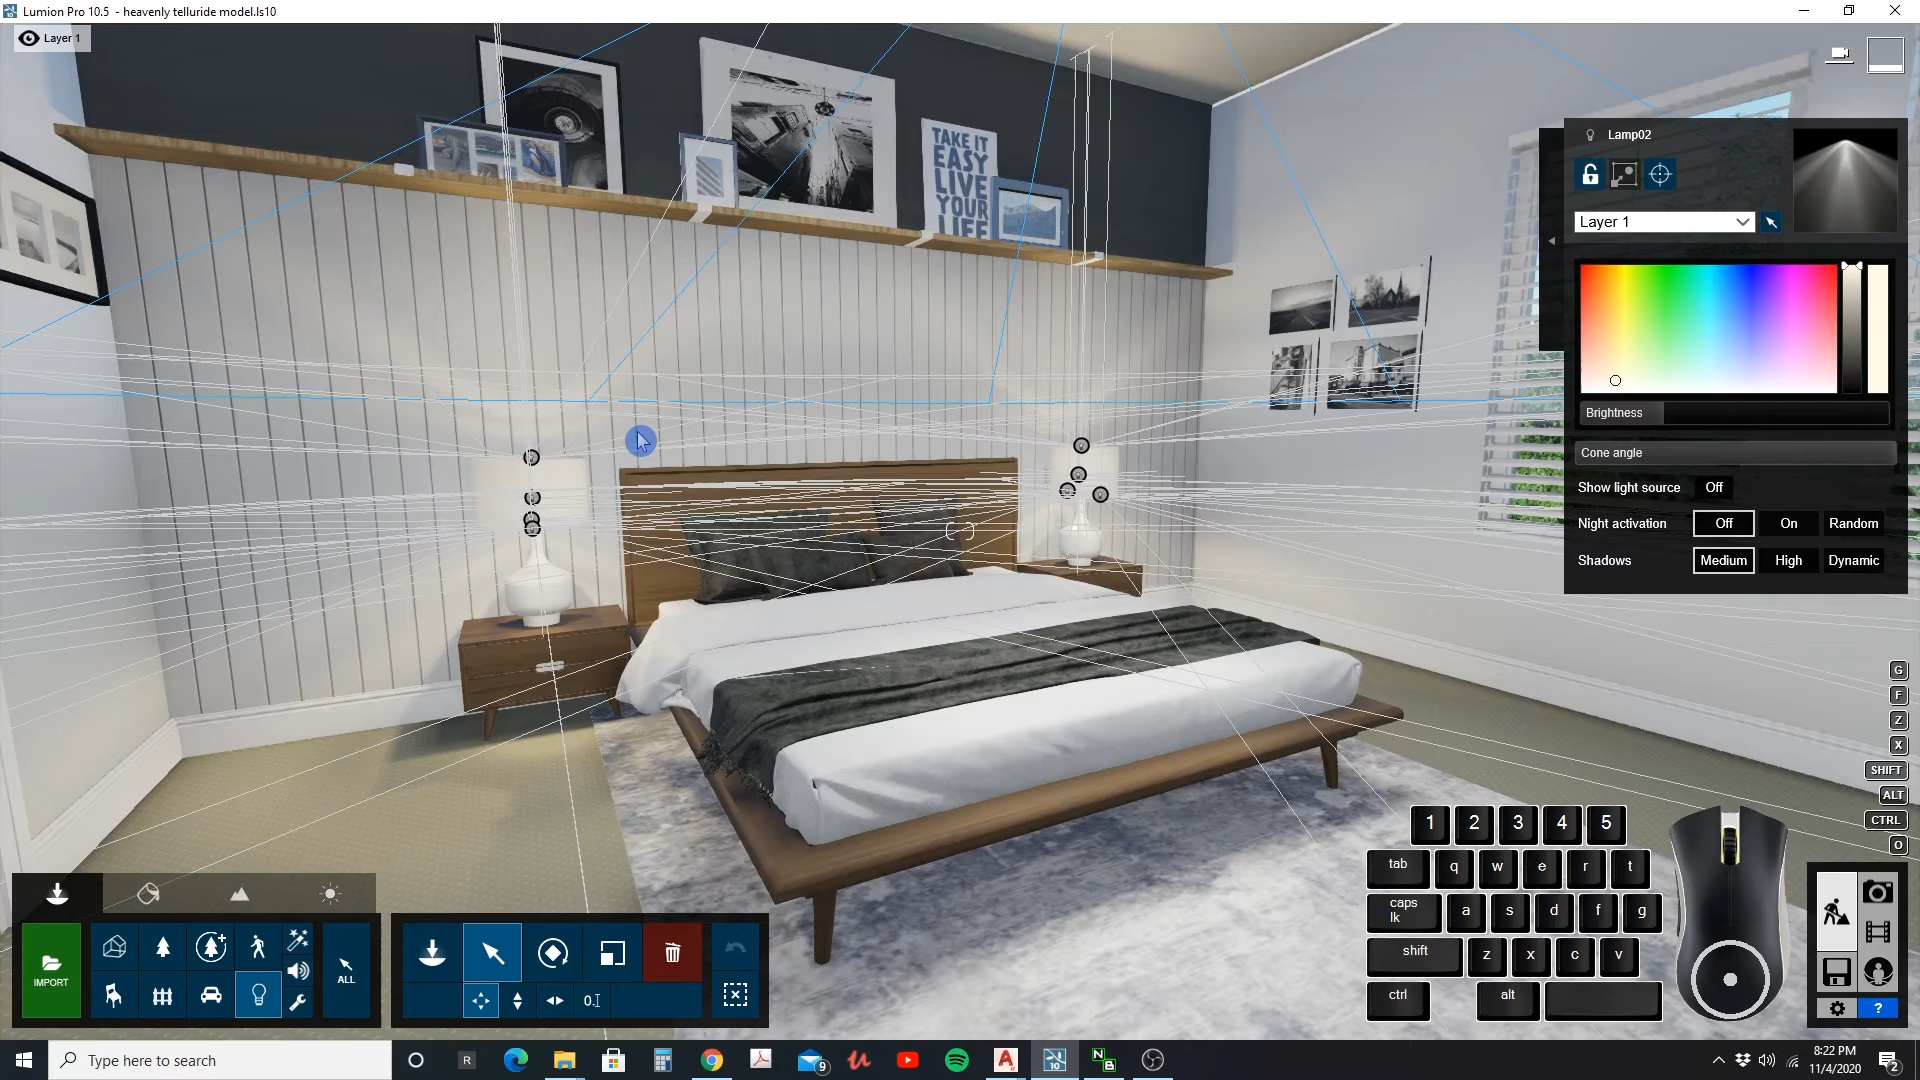 Lumion Pro 10.5 - heavenly telluride model.ls10
Layer 1
TAKE IT
EASY
LIVE
YOUR
LIFE
Lamp02
Layer 1
Brightness
Cone angle
Show light source Off
Night activation Off On Random
Shadows Medium High Dynamic
G
F
Z
X
SHIFT
ALT
CTRL
O
1 2 3 4 5
tab q w e r t
caps
lk a s d f g
shift z x c v
ctrl alt
IMPORT
ALL
?
Type here to search
R
9
10
N
B
8:22 PM
11/4/2020
2